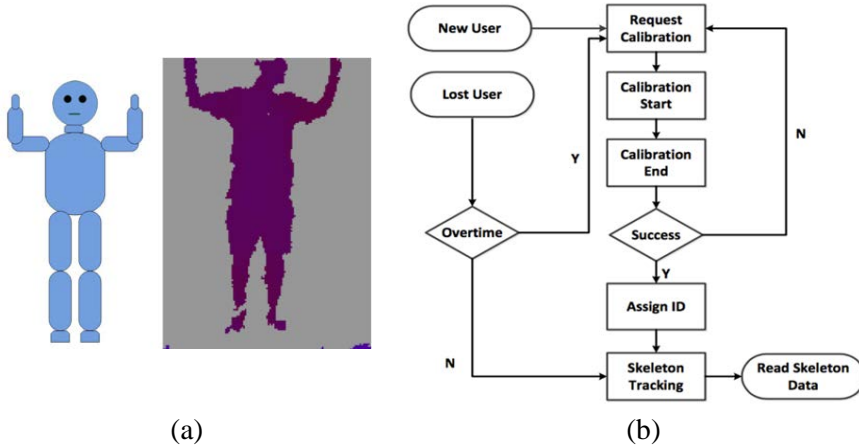 New User
Request
Calibration
Lost User
Calibration
Start
Y
N
Calibration
End
Overtime
Success
Y
Assign ID
N
Skeleton
Tracking
Read Skeleton
Data
(a)
(b)